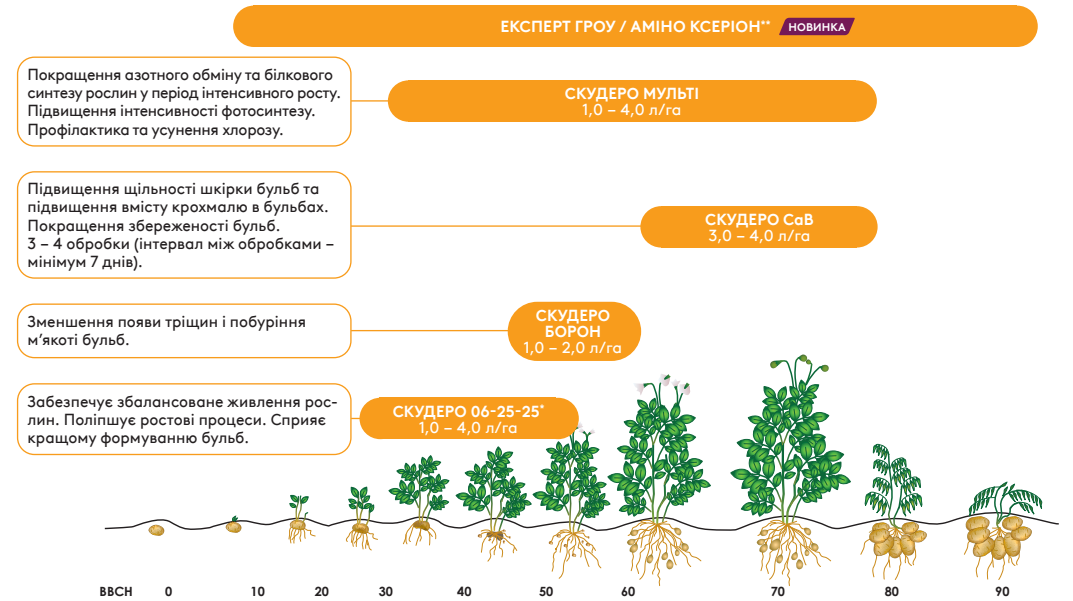 ЕКСПЕРТ ГРОУ / АМІНО КСЕРІОН** НОВИНКА
Покращення азотного обміну та білкового
синтезу рослин у період інтенсивного росту.
Підвищення інтенсивності фотосинтезу.
Профілактика та усунення хлорозу.
СКУДЕРО МУЛЬТІ
1,0 – 4,0 л/га
Підвищення щільності шкірки бульб та
підвищення вмісту крохмалю в бульбах.
Покращення збереженості бульб.
3 – 4 обробки (інтервал між обробками –
мінімум 7 днів).
СКУДЕРО CaB
3,0 – 4,0 л/га
Зменшення появи тріщин і побуріння
м’якоті бульб.
СКУДЕРО
БОРОН
1,0 – 2,0 л/га
Забезпечує збалансоване живлення рос-
лин. Поліпшує ростові процеси. Сприяє
кращому формуванню бульб.
СКУДЕРО 06-25-25*
1,0 – 4,0 л/га
ВВСН 0 10 20 30 40 50 60 70 80 90